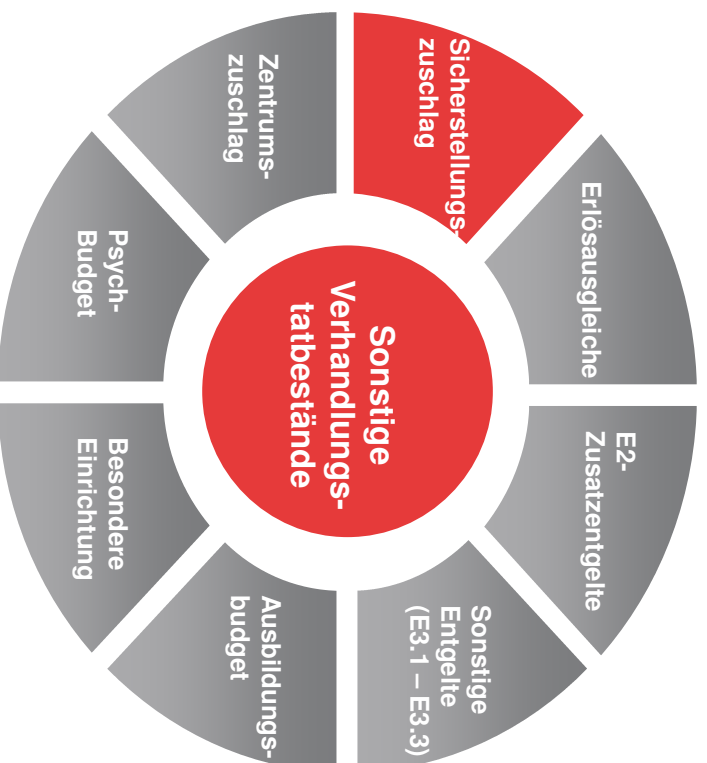 Sonstige
Verhandlungs-
tatbestände
Erlösausgleiche
E2-
Zusatzentgelte
Sonstige
Entgelte
(E3.1 – E3.3)
Ausbildungs-
budget
Besondere
Einrichtung
Psych-
Budget
Zentrums-
zuschlag
Sicherstellungs-
zuschlag